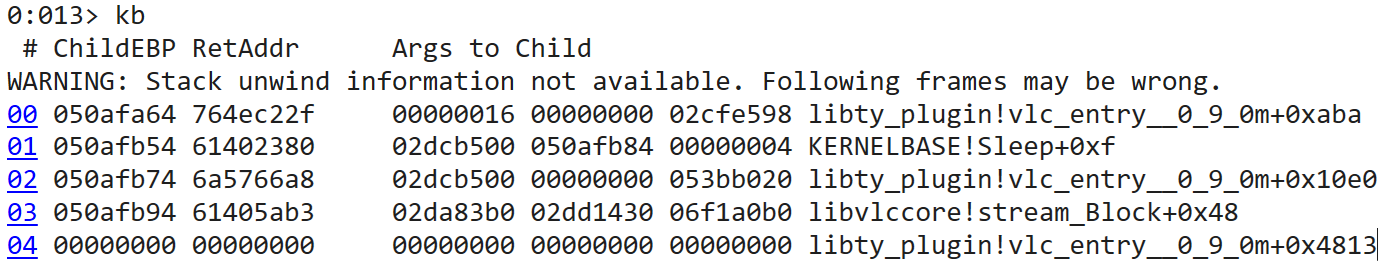 0:013> kb
 # ChildEBP RetAddr      Args to Child
WARNING: Stack unwind information not available. Following frames may be wrong.
00 050afa64 764ec22f     00000016 00000000 02cfe598 libty_plugin!vlc_entry__0_9_0m+0xaba
01 050afb54 61402380     02dcb500 050afb84 00000004 KERNELBASE!Sleep+0xf
02 050afb74 6a5766a8     02dcb500 00000000 053bb020 libty_plugin!vlc_entry__0_9_0m+0x10e0
03 050afb94 61405ab3     02da83b0 02dd1430 06f1a0b0 libvlccore!stream_Block+0x48
04 00000000 00000000     00000000 00000000 00000000 libty_plugin!vlc_entry__0_9_0m+0x4813